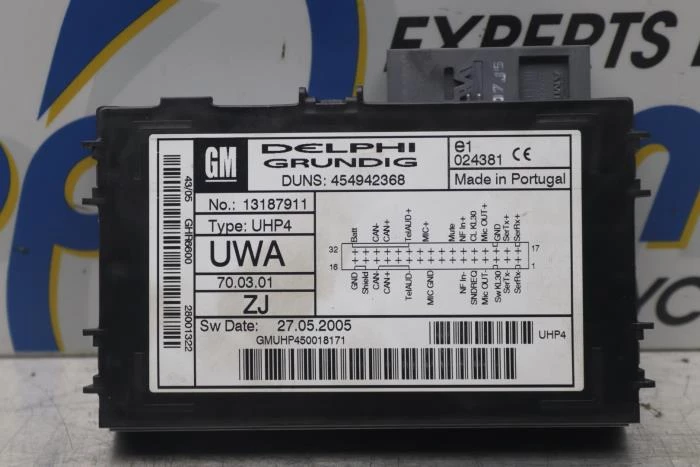 EXPERTS
07J5
GM
DELPHI
GRUNDIG
DUNS: 454942368
e1
024381 CE
Made in Portugal
43/05 GHP8600 280013322
No.: 13187911
Type: UHP4
UWA
70.03.01
ZJ
Batt CAN- CAN+ TelAUD+ MIC+ Mute NF In+ CL KL30 Mic OUT+ GND SerTx+ SerRx+
32 17
16 1
GND Shield CAN- CAN+ TelAUD- MIC GND NF In- SNDREQ Mic OUT- Sw KL30 SerTx- SerRx-
Sw Date: 27.05.2005
GMUHP450018171
UHP4